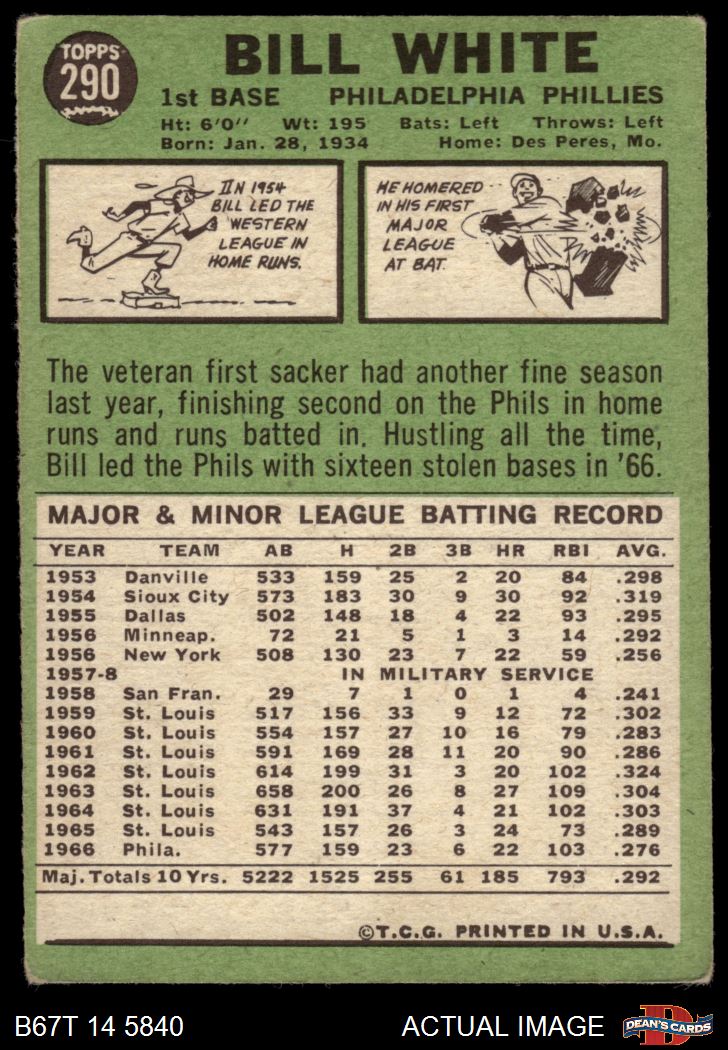 TOPPS
290
BILL WHITE
1st BASE PHILADELPHIA PHILLIES
Ht: 6'0" Wt: 195 Bats: Left Throws: Left
Born: Jan. 28, 1934 Home: Des Peres, Mo.
IN 1954
BILL LED THE
WESTERN
LEAGUE IN
HOME RUNS.
HE HOMERED
IN HIS FIRST
MAJOR
LEAGUE
AT BAT.
The veteran first sacker had another fine season
last year, finishing second on the Phils in home
runs and runs batted in. Hustling all the time,
Bill led the Phils with sixteen stolen bases in '66.
MAJOR & MINOR LEAGUE BATTING RECORD
YEAR TEAM AB H 2B 3B HR RBI AVG.
1953 Danville 533 159 25 2 20 84 .298
1954 Sioux City 573 183 30 9 30 92 .319
1955 Dallas 502 148 18 4 22 93 .295
1956 Minneap. 72 21 5 1 3 14 .292
1956 New York 508 130 23 7 22 59 .256
1957-8 IN MILITARY SERVICE
1958 San Fran. 29 7 1 0 1 4 .241
1959 St. Louis 517 156 33 9 12 72 .302
1960 St. Louis 554 157 27 10 16 79 .283
1961 St. Louis 591 169 28 11 20 90 .286
1962 St. Louis 614 199 31 3 20 102 .324
1963 St. Louis 658 200 26 8 27 109 .304
1964 St. Louis 631 191 37 4 21 102 .303
1965 St. Louis 543 157 26 3 24 73 .289
1966 Phila. 577 159 23 6 22 103 .276
Maj. Totals 10 Yrs. 5222 1525 255 61 185 793 .292
©T.C.G. PRINTED IN U.S.A.
B67T 14 5840 ACTUAL IMAGE
D
DEAN'S CARDS